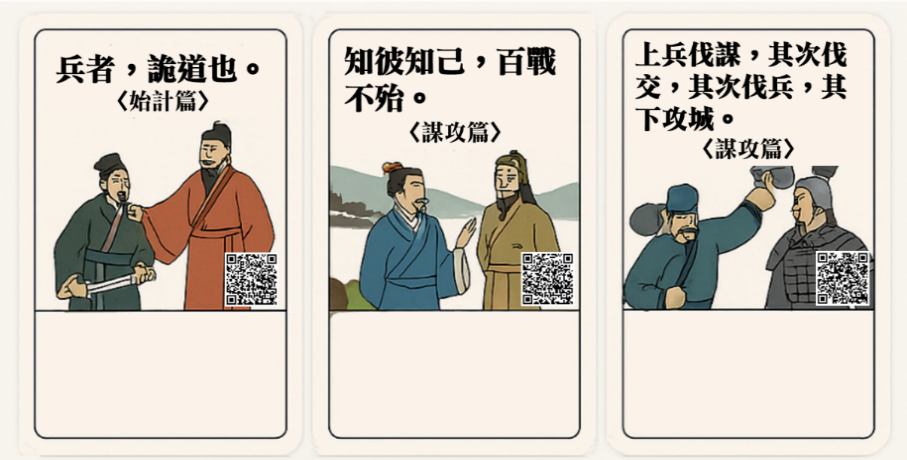 兵者，詭道也。
〈始計篇〉
知彼知己，百戰
不殆。
〈謀攻篇〉
上兵伐謀，其次伐
交，其次伐兵，其
下攻城。
〈謀攻篇〉